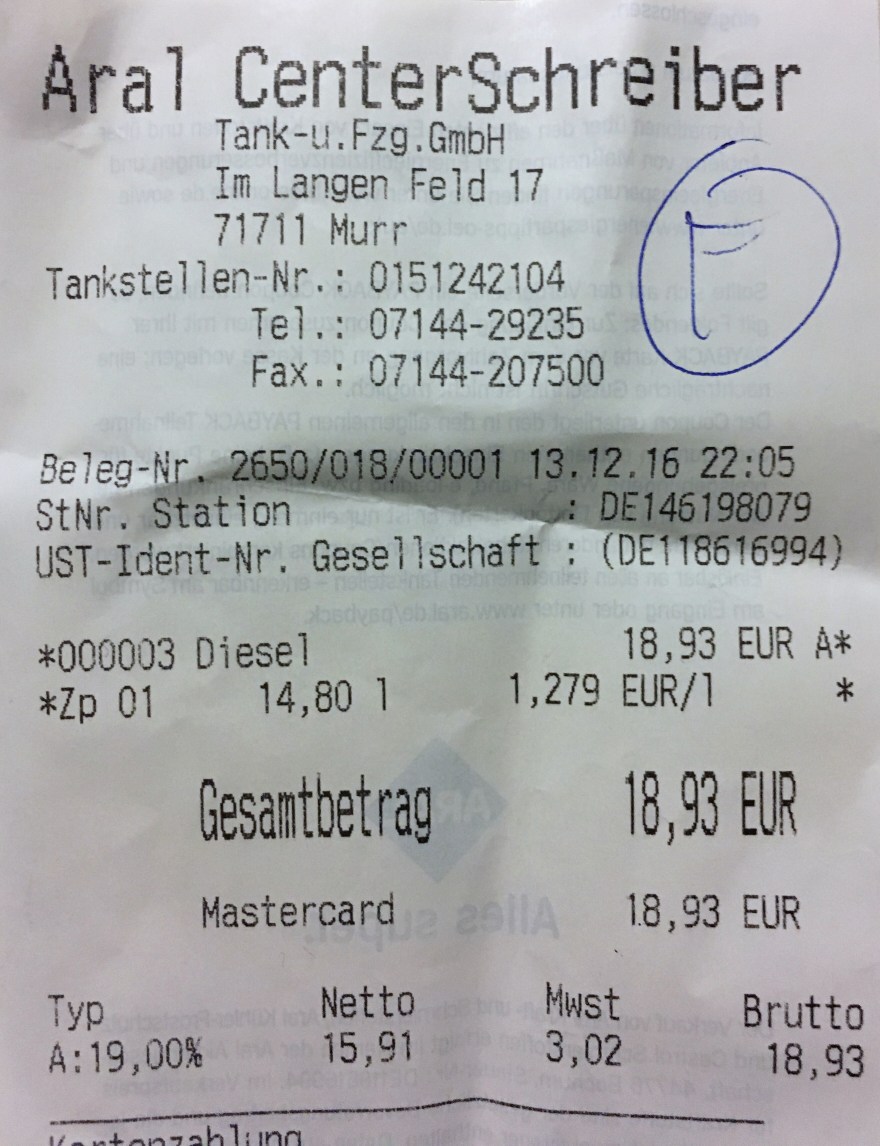 Aral CenterSchreiber
Tank-u.Fzg.GmbH
Im Langen Feld 17
71711 Murr
Tankstellen-Nr.: 0151242104
Tel.: 07144-29235
Fax.: 07144-207500
Beleg-Nr. 2650/018/00001 13.12.16 22:05
StNr. Station : DE146198079
UST-Ident-Nr. Gesellschaft : (DE118616994)
*000003 Diesel 18,93 EUR A*
*Zp 01 14,80 l 1,279 EUR/l *
Gesamtbetrag 18,93 EUR
Mastercard 18,93 EUR
Typ Netto Mwst Brutto
A:19,00% 15,91 3,02 18,93
Kartenzahlung